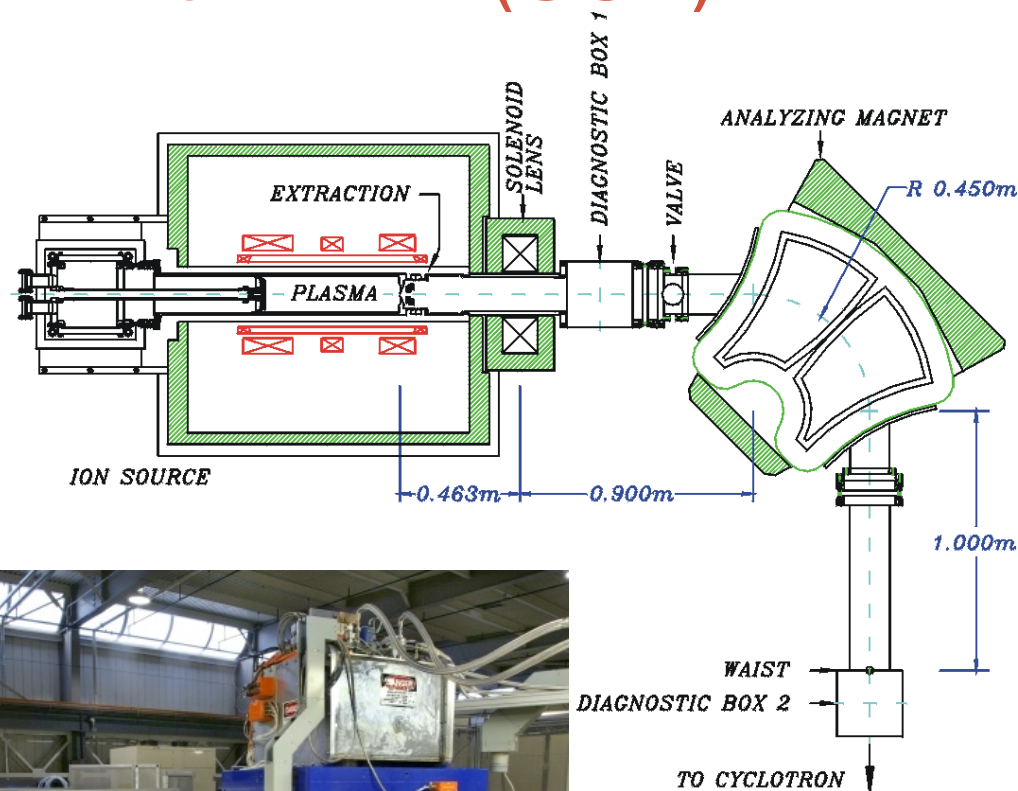 DIAGNOSTIC BOX 1
SOLENOID
LENS
ANALYZING MAGNET
VALVE
EXTRACTION
R 0.450m
PLASMA
ION SOURCE
0.463m
0.900m
1.000m
WAIST
DIAGNOSTIC BOX 2
TO CYCLOTRON